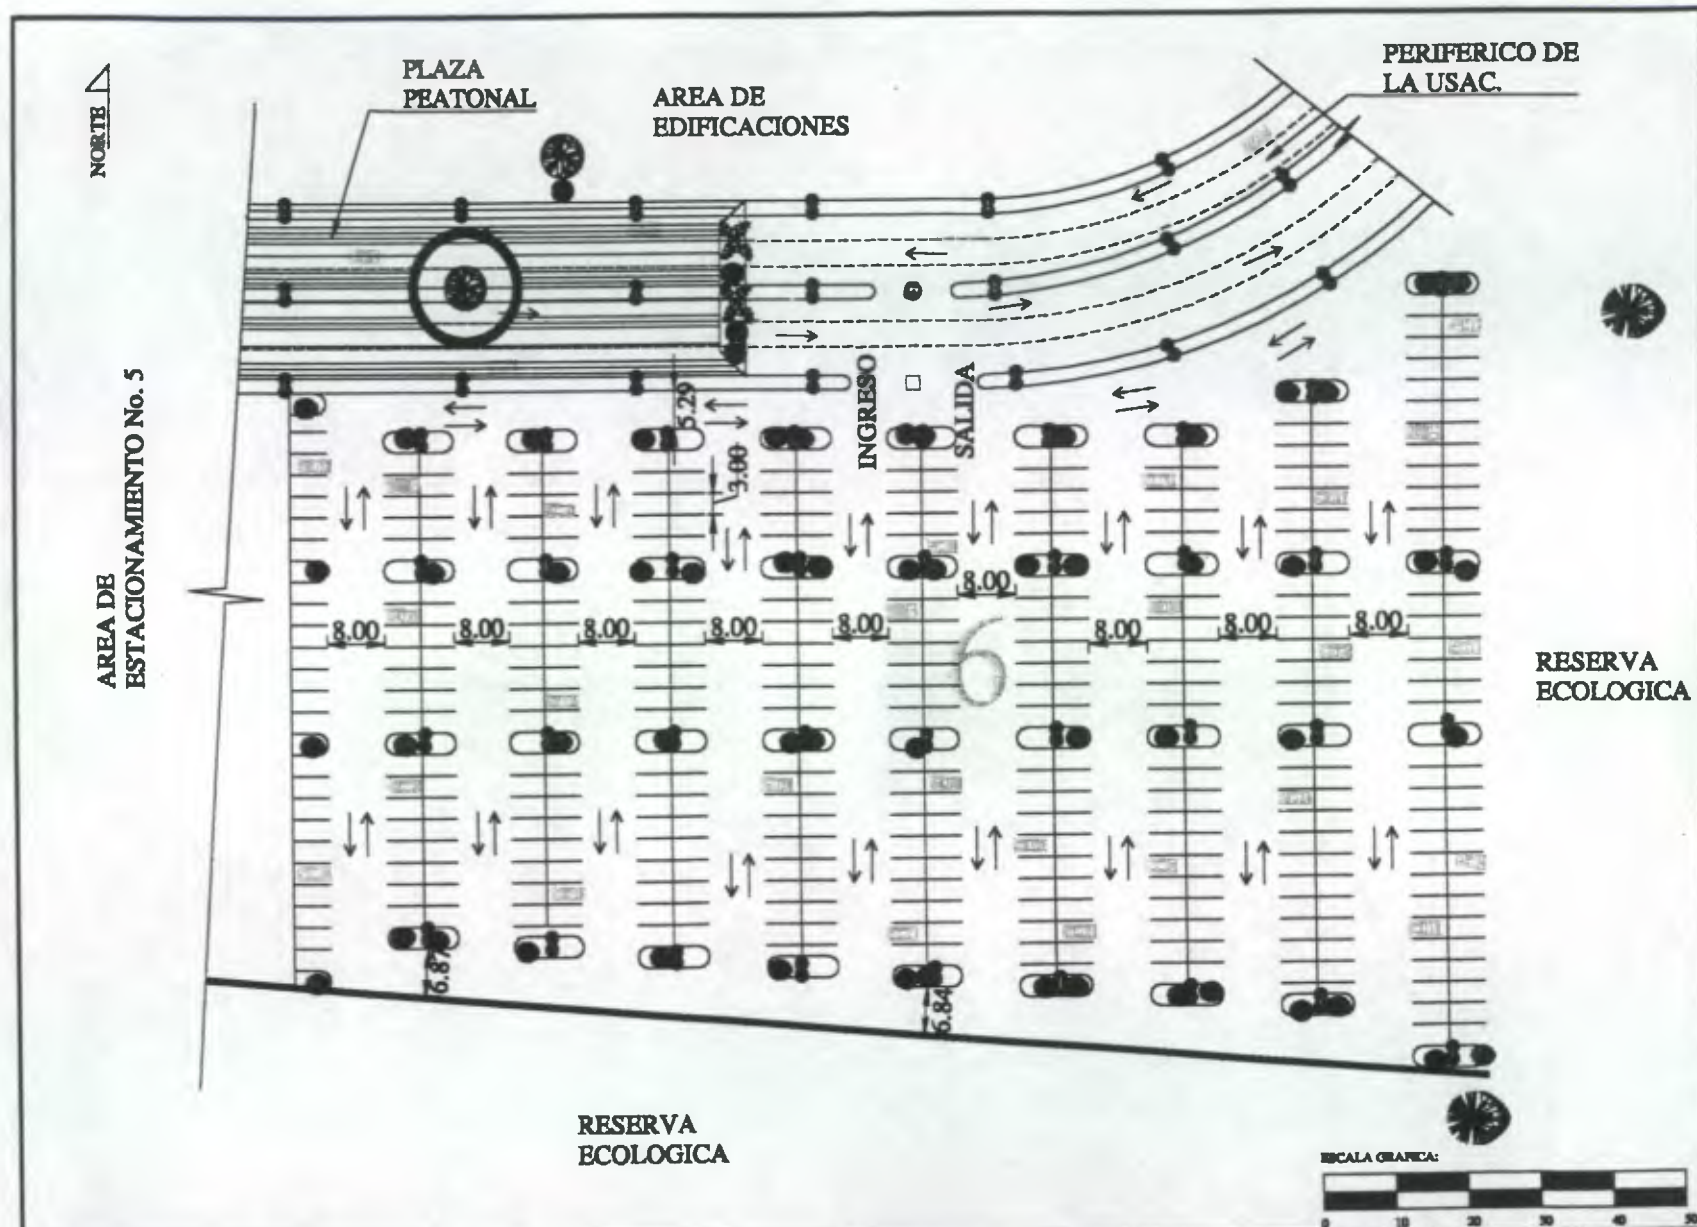 NORTE
PLAZA
PEATONAL
AREA DE
EDIFICACIONES
PERIFERICO DE
LA USAC.
AREA DE
ESTACIONAMIENTO No. 5
INGRESO
SALIDA
5.29
3.00
8.00
8.00
8.00
8.00
8.00
8.00
8.00
8.00
8.00
6
RESERVA
ECOLOGICA
6.87
6.84
RESERVA
ECOLOGICA
ESCALA GRAFICA:
0 10 20 30 40 50